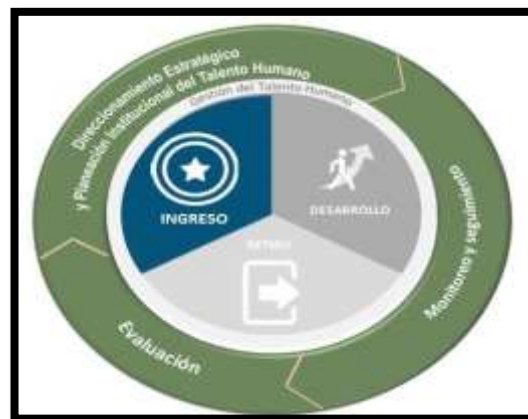 Direccionamiento Estratégico
y Planeación Institucional del Talento Humano
Gestión del Talento Humano
INGRESO
DESARROLLO
RETIRO
Monitoreo y seguimiento
Evaluación